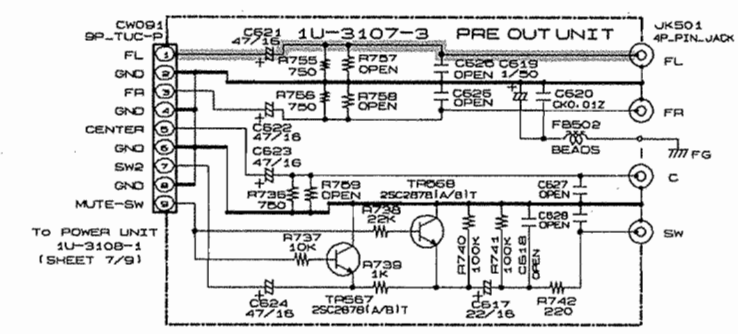 CW091
9P_TUC-P
C621
47/16
1U-3107-3
PRE OUT UNIT
JK501
4P_PIN_JACK
FL
1
R755
750
R757
OPEN
C626
OPEN
C619
1/50
FL
GND
2
FR
3
R756
750
R758
OPEN
C625
OPEN
C620
CK0.01Z
FR
GND
4
CENTER
5
C622
47/16
FB502
BEADS
FG
GND
6
C623
47/16
SW2
7
R735
750
R759
OPEN
TR568
2SC2878(A/B)T
C627
OPEN
C
GND
8
MUTE-SW
9
R738
22K
C628
OPEN
SW
To POWER UNIT
1U-3108-1
(SHEET 7/9)
R737
10K
R740
100K
R741
100K
C618
OPEN
R739
1K
C624
47/16
TR567
2SC2878(A/B)T
C617
22/16
R742
220